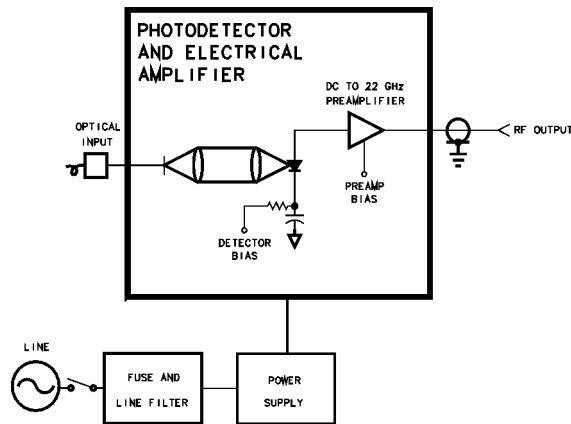 PHOTODETECTOR
AND ELECTRICAL
AMPLIFIER
DC TO 22 GHz
PREAMPLIFIER
OPTICAL
INPUT
RF OUTPUT
PREAMP
BIAS
DETECTOR
BIAS
LINE
FUSE AND
LINE FILTER
POWER
SUPPLY